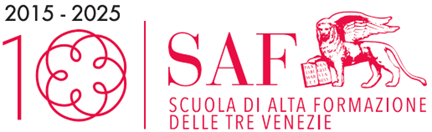 2015 - 2025
10
SAF
SCUOLA DI ALTA FORMAZIONE
DELLE TRE VENEZIE